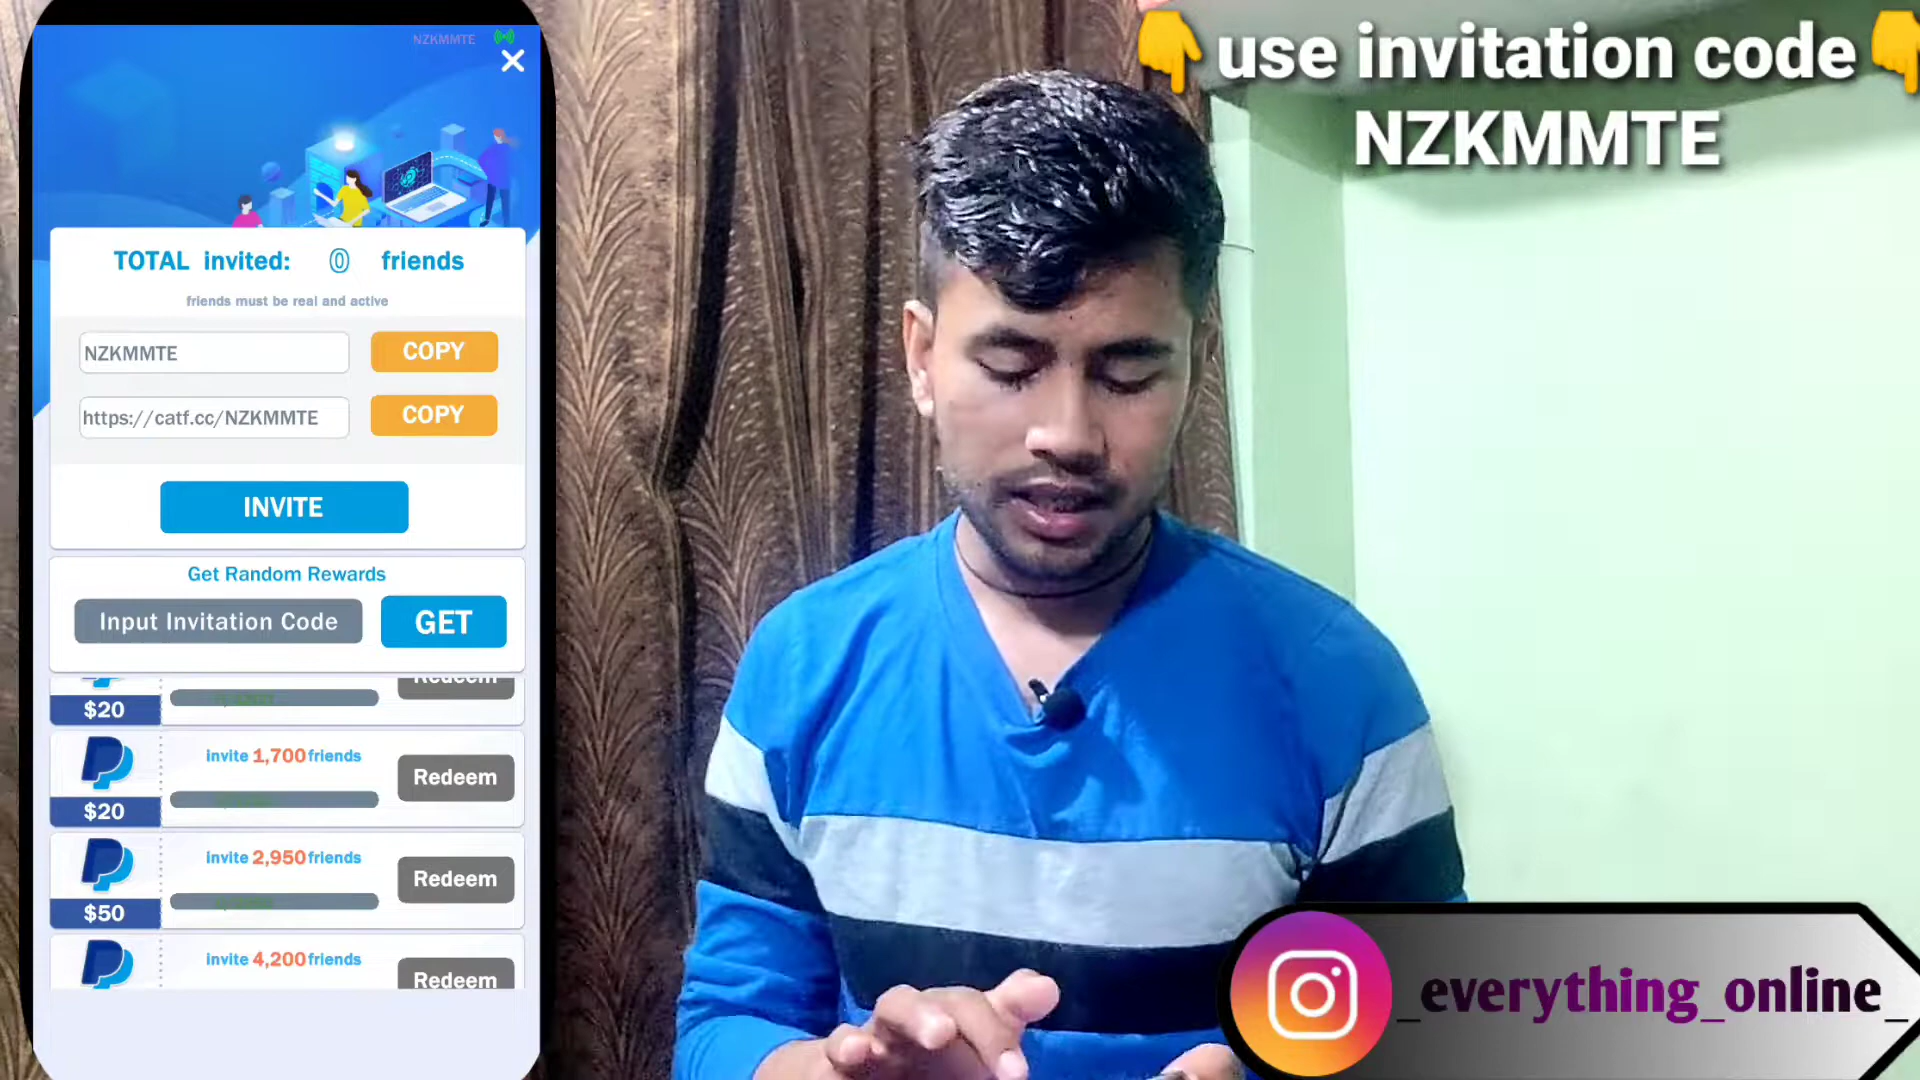 NZKMMTE
TOTAL invited: 0 friends
friends must be real and active
NZKMMTE
COPY
https://catf.cc/NZKMMTE
COPY
INVITE
Get Random Rewards
Input Invitation Code
GET
Redeem
$20
invite 1,700 friends
Redeem
$20
invite 2,950 friends
Redeem
$50
invite 4,200 friends
Redeem
👇use invitation code👇
NZKMMTE
_everything_online_